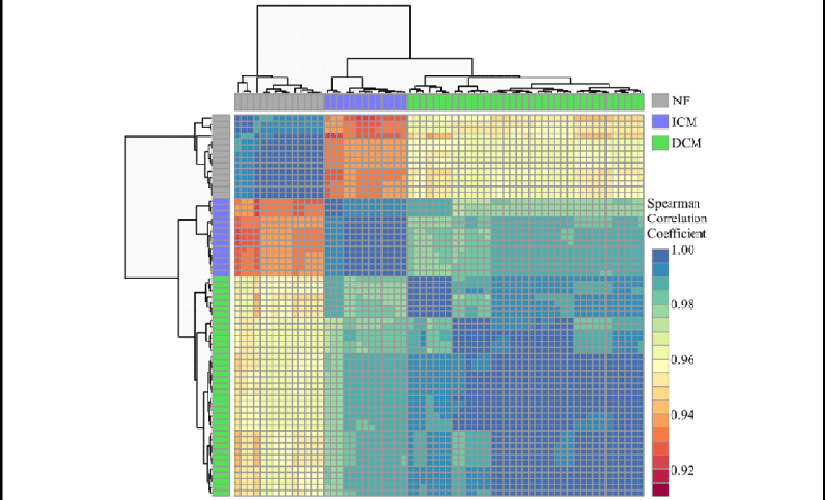 NF
ICM
DCM
Spearman
Correlation
Coefficient
1.00
0.98
0.96
0.94
0.92